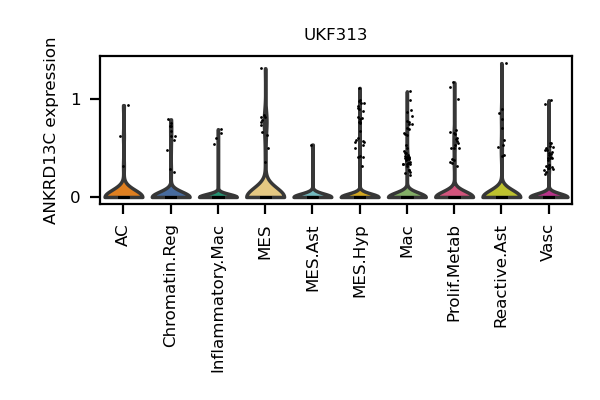 UKF313
ANKRD13C expression
1
0
AC
Chromatin.Reg
Inflammatory.Mac
MES
MES.Ast
MES.Hyp
Mac
Prolif.Metab
Reactive.Ast
Vasc